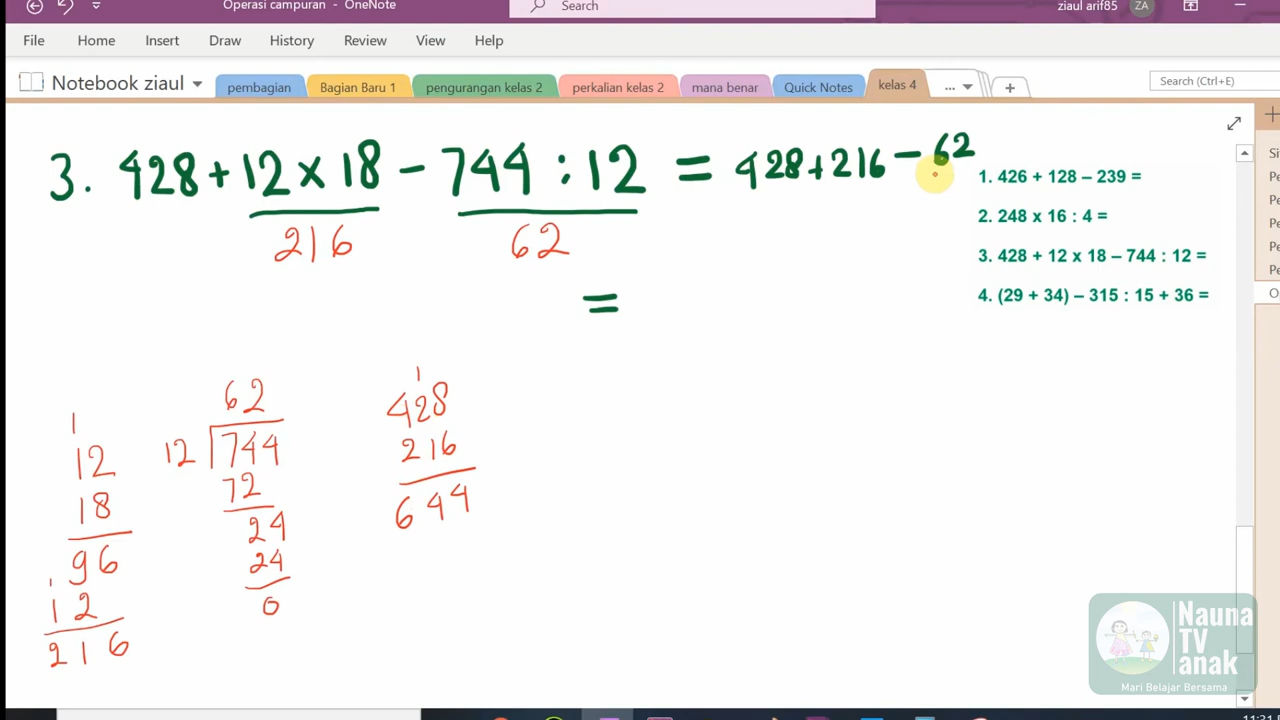 Operasi campuran - OneNote
Search
ziaul arif85
ZA
File Home Insert Draw History Review View Help
Notebook ziaul
pembagian
Bagian Baru 1
pengurangan kelas 2
perkalian kelas 2
mana benar
Quick Notes
kelas 4
...
+
Search (Ctrl+E)
3. 428 + 12 x 18 - 744 : 12 = 428 + 216 - 62
216
62
=
1. 426 + 128 – 239 =
2. 248 x 16 : 4 =
3. 428 + 12 x 18 – 744 : 12 =
4. (29 + 34) – 315 : 15 + 36 =
1
12
18
96
1
12
216
62
12 744
72
24
24
0
1
428
216
644
Nauna
TV
anak
Mari Belajar Bersama